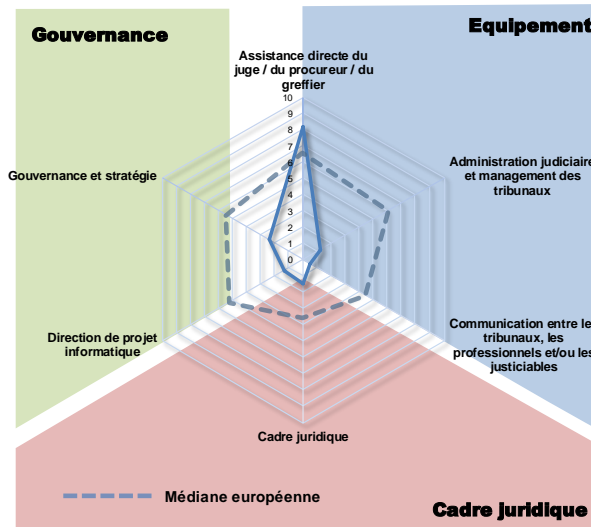 Gouvernance
Equipement
Assistance directe du
juge / du procureur / du
greffier
10
9
8
7
6
5
4
3
2
1
0
Gouvernance et stratégie
Administration judiciaire
et management des
tribunaux
Direction de projet
informatique
Communication entre le
tribunaux, les
professionnels et/ou les
justiciables
Cadre juridique
Médiane européenne
Cadre juridique